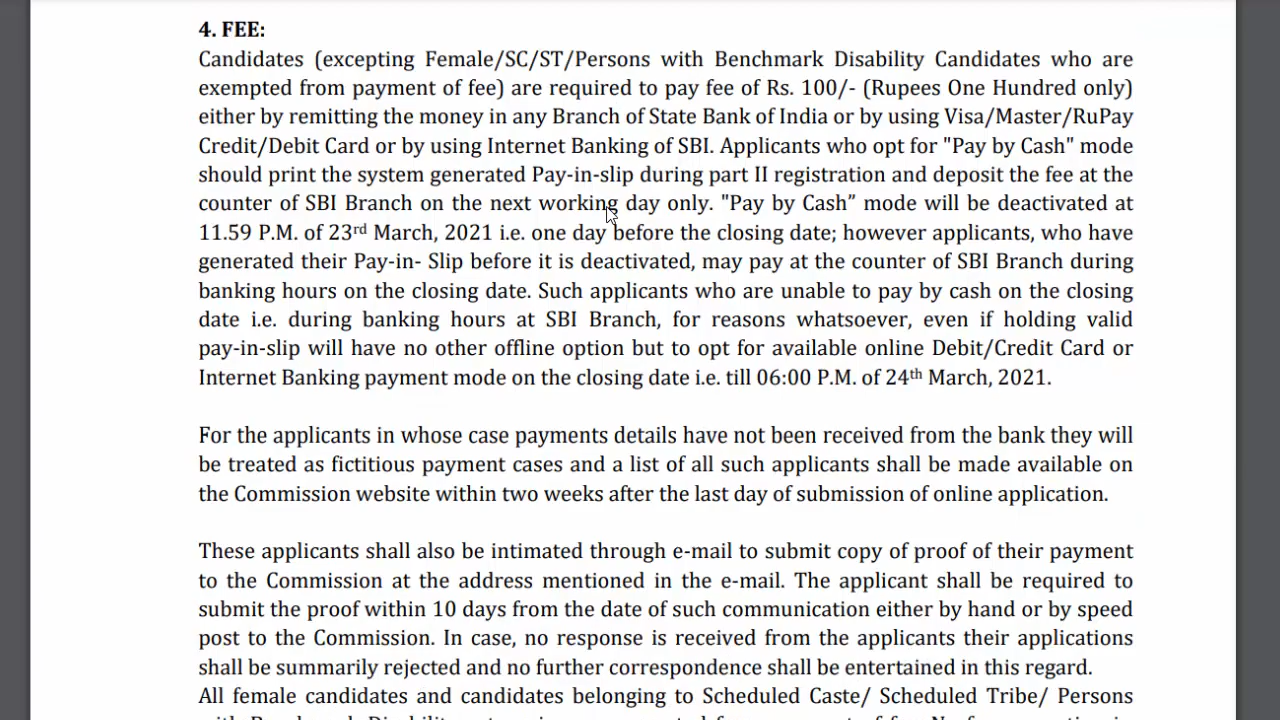 4. FEE:
Candidates (excepting Female/SC/ST/Persons with Benchmark Disability Candidates who are
exempted from payment of fee) are required to pay fee of Rs. 100/- (Rupees One Hundred only)
either by remitting the money in any Branch of State Bank of India or by using Visa/Master/RuPay
Credit/Debit Card or by using Internet Banking of SBI. Applicants who opt for "Pay by Cash" mode
should print the system generated Pay-in-slip during part II registration and deposit the fee at the
counter of SBI Branch on the next working day only. "Pay by Cash” mode will be deactivated at
11.59 P.M. of 23rd March, 2021 i.e. one day before the closing date; however applicants, who have
generated their Pay-in- Slip before it is deactivated, may pay at the counter of SBI Branch during
banking hours on the closing date. Such applicants who are unable to pay by cash on the closing
date i.e. during banking hours at SBI Branch, for reasons whatsoever, even if holding valid
pay-in-slip will have no other offline option but to opt for available online Debit/Credit Card or
Internet Banking payment mode on the closing date i.e. till 06:00 P.M. of 24th March, 2021.
For the applicants in whose case payments details have not been received from the bank they will
be treated as fictitious payment cases and a list of all such applicants shall be made available on
the Commission website within two weeks after the last day of submission of online application.
These applicants shall also be intimated through e-mail to submit copy of proof of their payment
to the Commission at the address mentioned in the e-mail. The applicant shall be required to
submit the proof within 10 days from the date of such communication either by hand or by speed
post to the Commission. In case, no response is received from the applicants their applications
shall be summarily rejected and no further correspondence shall be entertained in this regard.
All female candidates and candidates belonging to Scheduled Caste/ Scheduled Tribe/ Persons